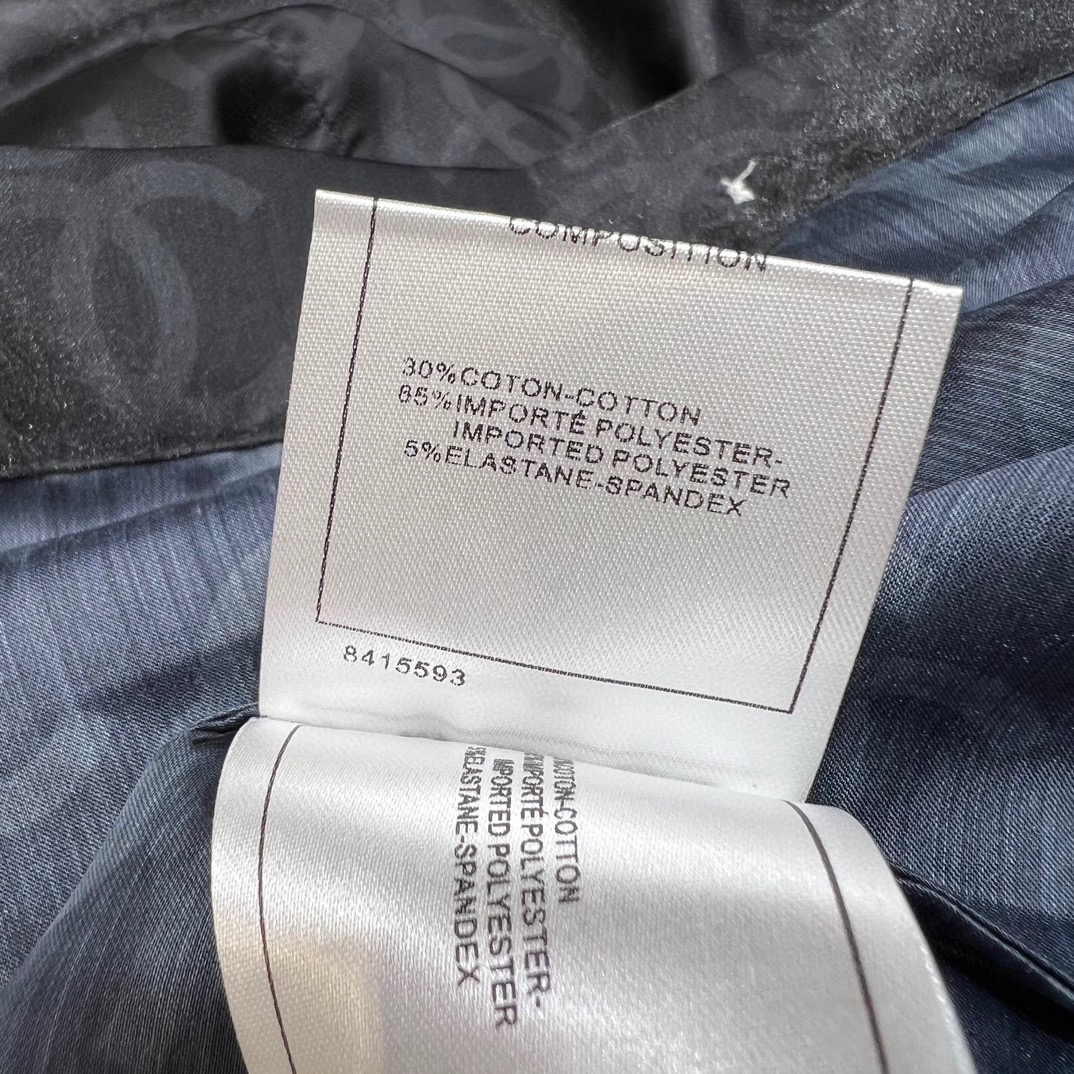 COMPOSITION
30%COTON-COTTON
65%IMPORTÉ POLYESTER-
IMPORTED POLYESTER
5%ELASTANE-SPANDEX
8415593
COTON-COTTON
IMPORTÉ POLYESTER-
IMPORTED POLYESTER
5%ELASTANE-SPANDEX